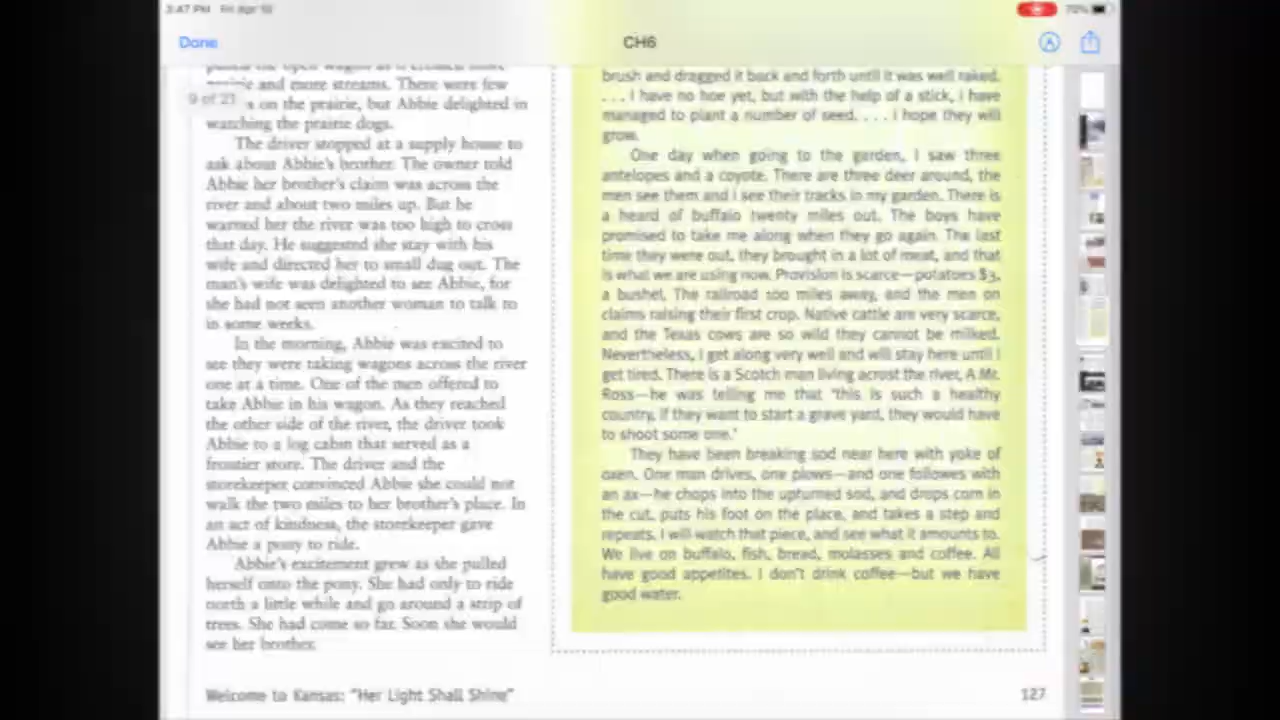 3:47 PM Fri Apr 10
70%
Done
CH6
9 of 21
and more streams. There were few
s on the prairie, but Abbie delighted in
watching the prairie dogs.
The driver stopped at a supply house to
ask about Abbie's brother. The owner told
Abbie her brother's claim was across the
river and about two miles up. But he
warned her the river was too high to cross
that day. He suggested she stay with his
wife and directed her to small dug out. The
man's wife was delighted to see Abbie, for
she had not seen another woman to talk to
in some weeks.
In the morning, Abbie was excited to
see they were taking wagons across the river
one at a time. One of the men offered to
take Abbie in his wagon. As they reached
the other side of the river, the driver took
Abbie to a log cabin that served as a
frontier store. The driver and the
storekeeper convinced Abbie she could not
walk the two miles to her brother's place. In
an act of kindness, the storekeeper gave
Abbie a pony to ride.
Abbie's excitement grew as she pulled
herself onto the pony. She had only to ride
north a little while and go around a strip of
trees. She had come so far. Soon she would
see her brother.
brush and dragged it back and forth until it was well raked.
. . . I have no hoe yet, but with the help of a stick, I have
managed to plant a number of seed. . . . I hope they will
grow.
One day when going to the garden, I saw three
antelopes and a coyote. There are three deer around, the
men see them and I see their tracks in my garden. There is
a heard of buffalo twenty miles out. The boys have
promised to take me along when they go again. The last
time they were out, they brought in a lot of meat, and that
is what we are using now. Provision is scarce—potatoes $3.
a bushel. The railroad 100 miles away, and the men on
claims raising their first crop. Native cattle are very scarce,
and the Texas cows are so wild they cannot be milked.
Nevertheless, I get along very well and will stay here until I
get tired. There is a Scotch man living across the river, A Mr.
Ross—he was telling me that "this is such a healthy
country, if they want to start a grave yard, they would have
to shoot some one."
They have been breaking sod near here with yoke of
oxen. One man drives, one plows—and one followes with
an ax—he chops into the upturned sod, and drops corn in
the cut, puts his foot on the place, and takes a step and
repeats. I will watch that piece, and see what it amounts to.
We live on buffalo, fish, bread, molasses and coffee. All
have good appetites. I don't drink coffee—but we have
good water.
Welcome to Kansas: "Her Light Shall Shine"
127